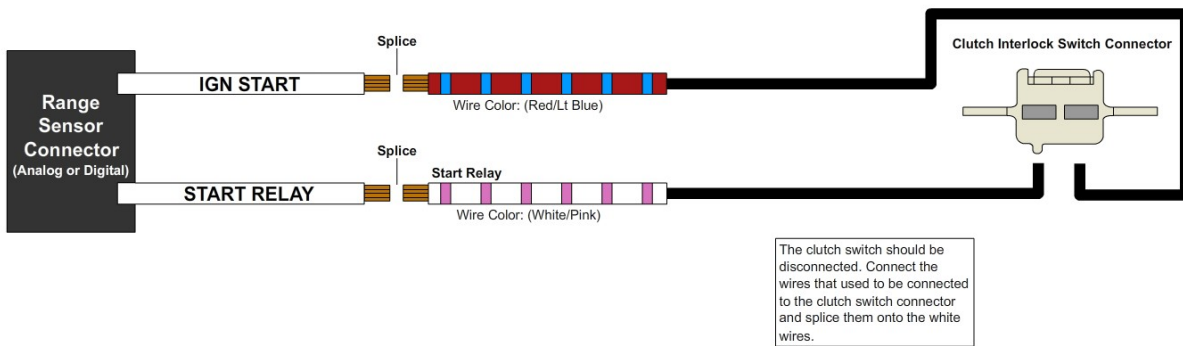 Splice
Clutch Interlock Switch Connector
IGN START
Range
Sensor
Connector
(Analog or Digital)
Wire Color: (Red/Lt Blue)
Splice
Start Relay
START RELAY
Wire Color: (White/Pink)
The clutch switch should be
disconnected. Connect the
wires that used to be connected
to the clutch switch connector
and splice them onto the white
wires.